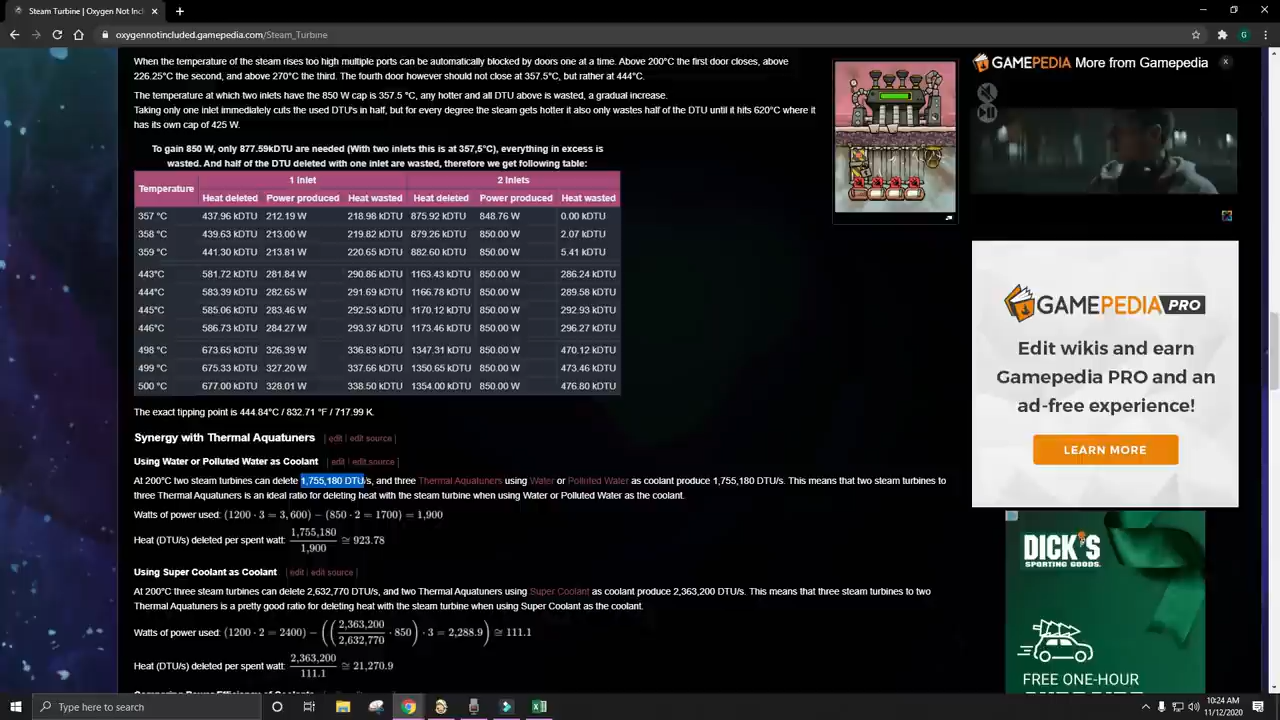 Steam Turbine | Oxygen Not Inclu
oxygennotincluded.gamepedia.com/Steam_Turbine
G
When the temperature of the steam rises too high multiple ports can be automatically blocked by doors one at a time. Above 200°C the first door closes, above
226.25°C the second, and above 270°C the third. The fourth door however should not close at 357.5°C, but rather at 444°C.
The temperature at which two inlets have the 850 W cap is 357.5 °C, any hotter and all DTU above is wasted, a gradual increase.
Taking only one inlet immediately cuts the used DTU's in half, but for every degree the steam gets hotter it also only wastes half of the DTU until it hits 620°C where it
has its own cap of 425 W.
To gain 850 W, only 877.59kDTU are needed (With two inlets this is at 357,5°C), everything in excess is
wasted. And half of the DTU deleted with one inlet are wasted, therefore we get following table:
Temperature 1 Inlet 2 Inlets
Heat deleted Power produced Heat wasted Heat deleted Power produced Heat wasted
357 °C 437.96 kDTU 212.19 W 218.98 kDTU 875.92 kDTU 848.76 W 0.00 kDTU
358 °C 439.63 kDTU 213.00 W 219.82 kDTU 879.26 kDTU 850.00 W 2.07 kDTU
359 °C 441.30 kDTU 213.81 W 220.65 kDTU 882.60 kDTU 850.00 W 5.41 kDTU
443°C 581.72 kDTU 281.84 W 290.86 kDTU 1163.43 kDTU 850.00 W 286.24 kDTU
444°C 583.39 kDTU 282.65 W 291.69 kDTU 1166.78 kDTU 850.00 W 289.58 kDTU
445°C 585.06 kDTU 283.46 W 292.53 kDTU 1170.12 kDTU 850.00 W 292.93 kDTU
446°C 586.73 kDTU 284.27 W 293.37 kDTU 1173.46 kDTU 850.00 W 296.27 kDTU
498 °C 673.65 kDTU 326.39 W 336.83 kDTU 1347.31 kDTU 850.00 W 470.12 kDTU
499 °C 675.33 kDTU 327.20 W 337.66 kDTU 1350.65 kDTU 850.00 W 473.46 kDTU
500 °C 677.00 kDTU 328.01 W 338.50 kDTU 1354.00 kDTU 850.00 W 476.80 kDTU
The exact tipping point is 444.84°C / 832.71 °F / 717.99 K.
Synergy with Thermal Aquatuners [ edit | edit source ]
Using Water or Polluted Water as Coolant [ edit | edit source ]
At 200°C two steam turbines can delete 1,755,180 DTU/s, and three Thermal Aquatuners using Water or Polluted Water as coolant produce 1,755,180 DTU/s. This means that two steam turbines to
three Thermal Aquatuners is an ideal ratio for deleting heat with the steam turbine when using Water or Polluted Water as the coolant.
Watts of power used: (1200 · 3 = 3,600) − (850 · 2 = 1700) = 1,900
Heat (DTU/s) deleted per spent watt: 1,755,180 / 1,900 ≅ 923.78
Using Super Coolant as Coolant [ edit | edit source ]
At 200°C three steam turbines can delete 2,632,770 DTU/s, and two Thermal Aquatuners using Super Coolant as coolant produce 2,363,200 DTU/s. This means that three steam turbines to two
Thermal Aquatuners is a pretty good ratio for deleting heat with the steam turbine when using Super Coolant as the coolant.
Watts of power used: (1200 · 2 = 2400) − ((2,363,200 / 2,632,770 · 850) · 3 = 2,288.9) ≅ 111.1
Heat (DTU/s) deleted per spent watt: 2,363,200 / 111.1 ≅ 21,270.9
GAMEPEDIA More from Gamepedia
GAMEPEDIA PRO
Edit wikis and earn
Gamepedia PRO and an
ad-free experience!
LEARN MORE
DICK'S
SPORTING GOODS.
FREE ONE-HOUR
Type here to search
10:24 AM
11/12/2020